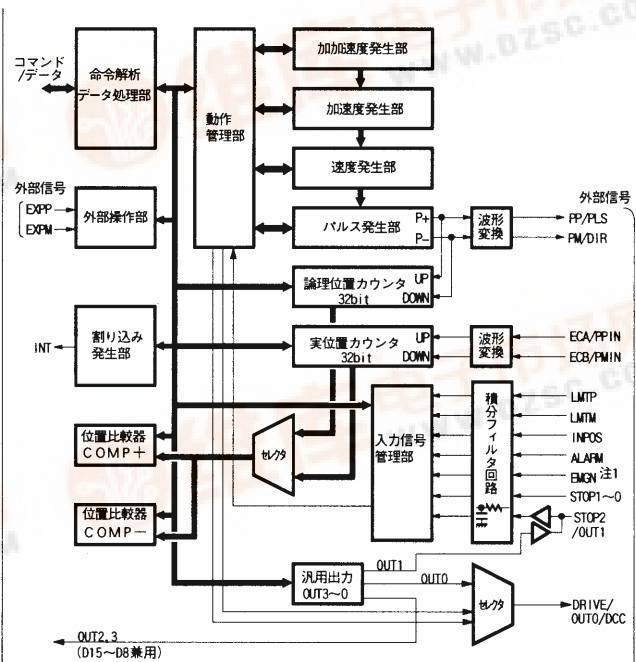 コマンド
/データ
命令解析
データ処理部
動作
管理部
加加速度発生部
加速度発生部
速度発生部
パルス発生部
P+
P-
波形
変換
外部信号
PP/PLS
PM/DIR
外部信号
EXPP
EXPM
外部操作部
論理位置カウンタ
32bit
UP
DOWN
割り込み
発生部
iNT
実位置カウンタ
32bit
UP
DOWN
波形
変換
ECA/PPIN
ECB/PMIN
入力信号
管理部
積分フィルタ回路
LMTP
LMTM
INPOS
ALARM
EMGN 注1
STOP1~0
STOP2
/OUT1
セレクタ
位置比較器
COMP+
位置比較器
COMP-
汎用出力
OUT3~0
OUT1
OUT0
セレクタ
DRIVE/
OUT0/DCC
OUT2,3
(D15~D8兼用)
WWW.DZSC.CO